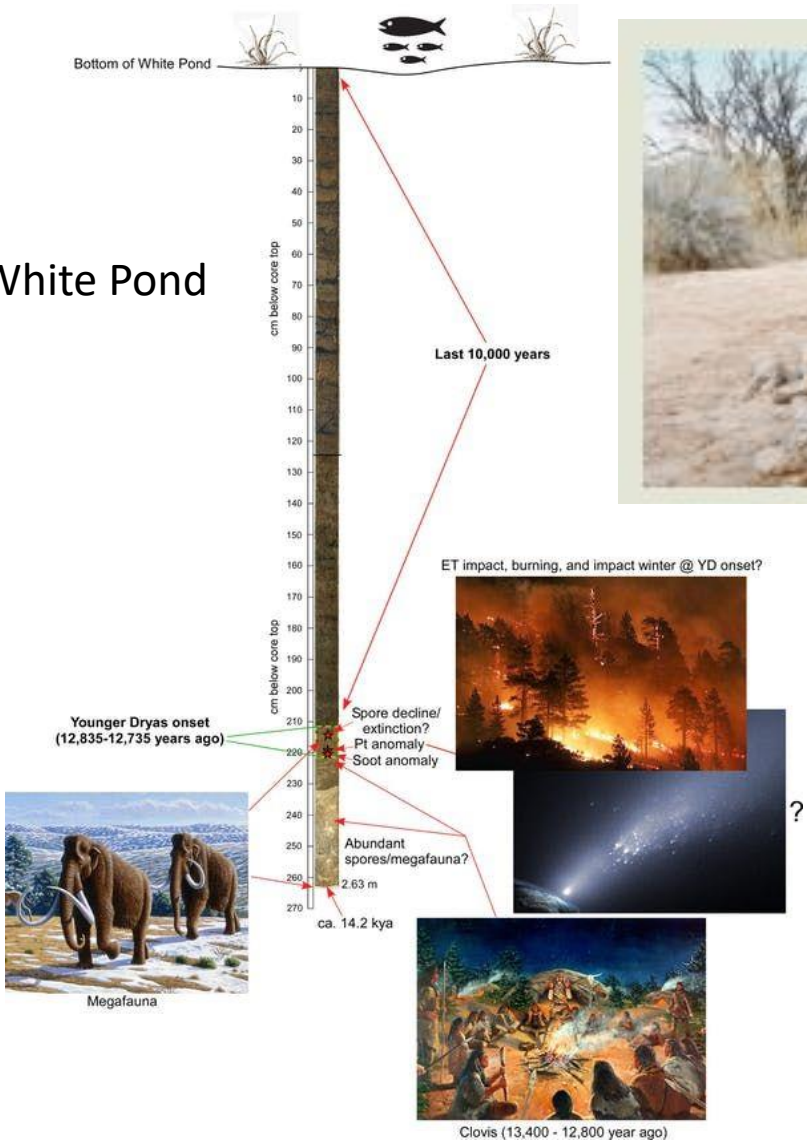 Bottom of White Pond
10
20
30
40
50
60
70
80
90
100
110
120
130
140
150
160
170
180
190
200
210
220
230
240
250
260
270
cm below core top
cm below core top
White Pond
Last 10,000 years
ET impact, burning, and impact winter @ YD onset?
Younger Dryas onset
(12,835-12,735 years ago)
Spore decline/
extinction?
Pt anomaly
Soot anomaly
?
Abundant
spores/megafauna?
2.63 m
ca. 14.2 kya
Megafauna
Clovis (13,400 - 12,800 year ago)